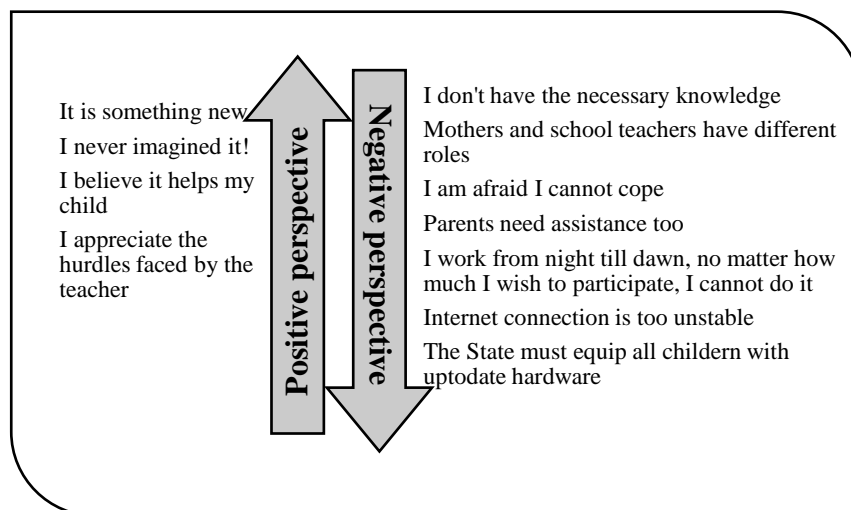 It is something new
I never imagined it!
I believe it helps my
child
I appreciate the
hurdles faced by the
teacher
Positive perspective
Negative perspective
I don't have the necessary knowledge
Mothers and school teachers have different
roles
I am afraid I cannot cope
Parents need assistance too
I work from night till dawn, no matter how
much I wish to participate, I cannot do it
Internet connection is too unstable
The State must equip all childern with
uptodate hardware